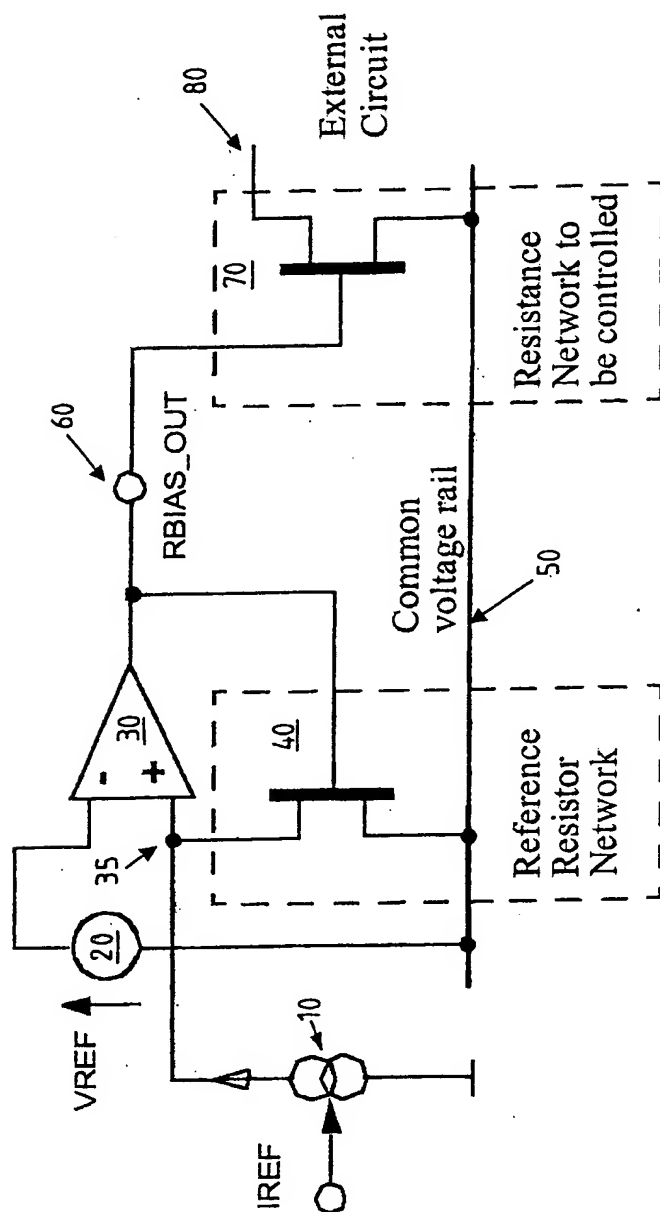 IREF
10
VREF
20
35
-
+
30
40
Reference
Resistor
Network
Common
voltage rail
50
60
RBIAS_OUT
70
80
Resistance
Network to
be controlled
External
Circuit